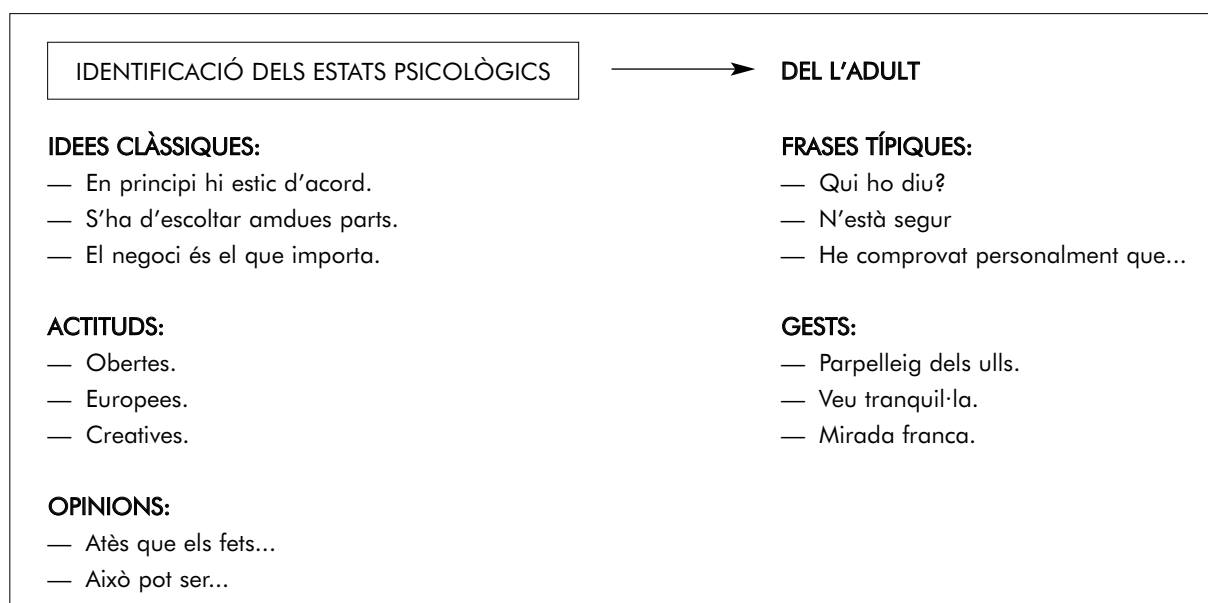 IDENTIFICACIÓ DELS ESTATS PSICOLÒGICS
DEL L'ADULT
IDEES CLÀSSIQUES:
— En principi hi estic d'acord.
— S'ha d'escoltar amdues parts.
— El negoci és el que importa.
FRASES TÍPIQUES:
— Qui ho diu?
— N'està segur
— He comprovat personalment que...
ACTITUDS:
— Obertes.
— Europees.
— Creatives.
GESTS:
— Parpelleig dels ulls.
— Veu tranquil·la.
— Mirada franca.
OPINIONS:
— Atès que els fets...
— Això pot ser...